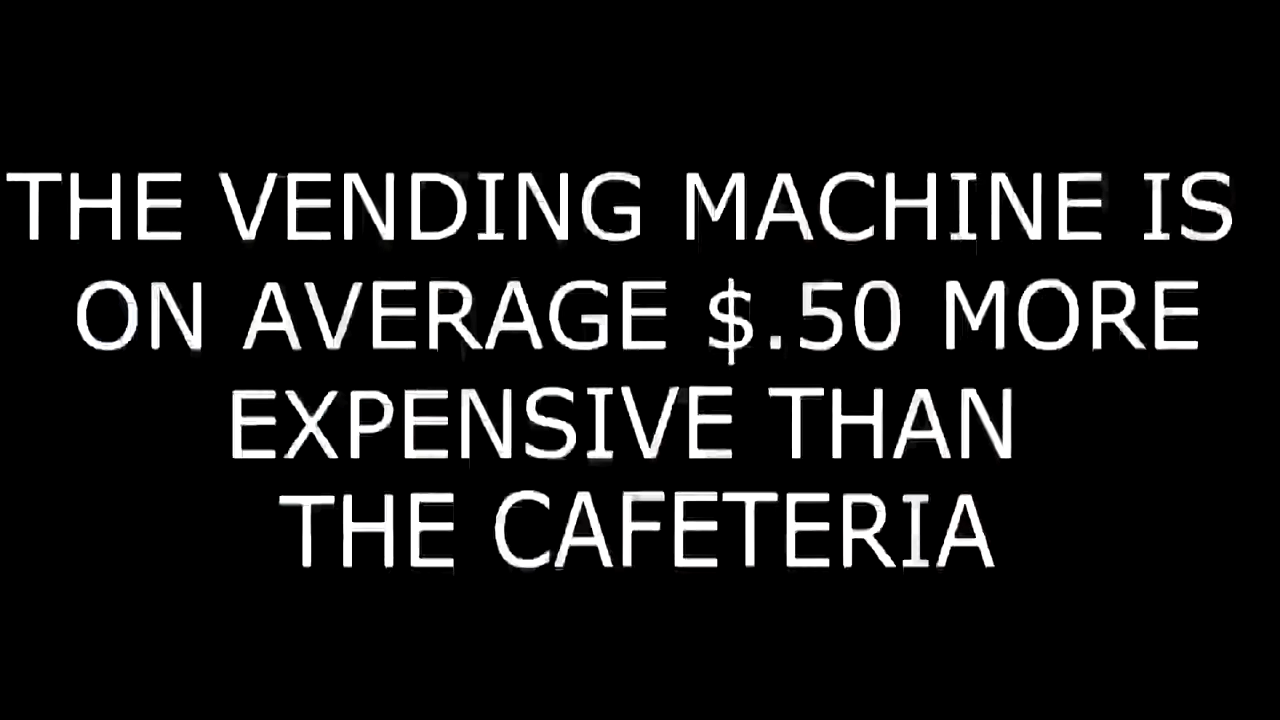 THE VENDING MACHINE IS
ON AVERAGE $.50 MORE
EXPENSIVE THAN
THE CAFETERIA